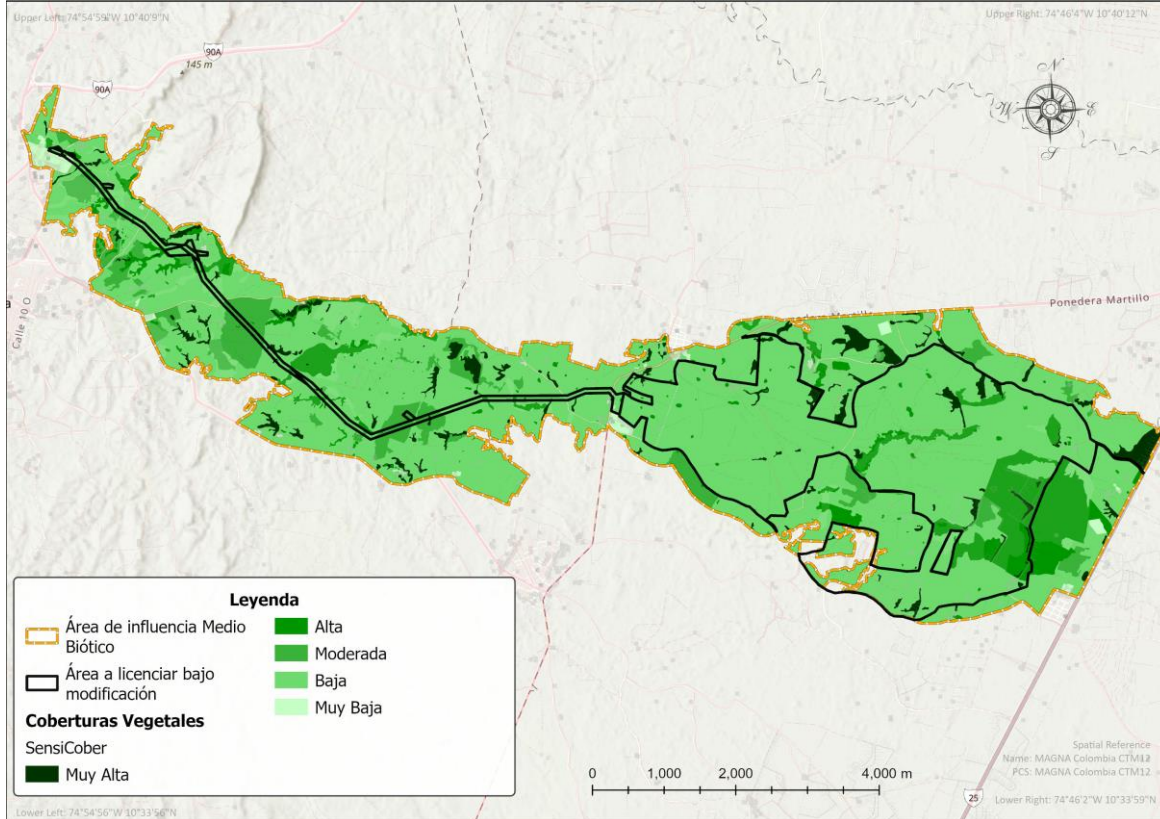 Upper Left: 74°54'59"W 10°40'9"N
Upper Right: 74°46'4"W 10°40'12"N
90A
145 m
90A
N
W
E
S
Ponedera Martillo
Calle 10 O
a
Leyenda
Área de influencia Medio
Biótico
Área a licenciar bajo
modificación
Coberturas Vegetales
SensiCober
Muy Alta
Alta
Moderada
Baja
Muy Baja
0
1,000
2,000
4,000 m
Spatial Reference
Name: MAGNA Colombia CTM12
PCS: MAGNA Colombia CTM12
25
Lower Left: 74°54'56"W 10°33'56"N
Lower Right: 74°46'2"W 10°33'59"N